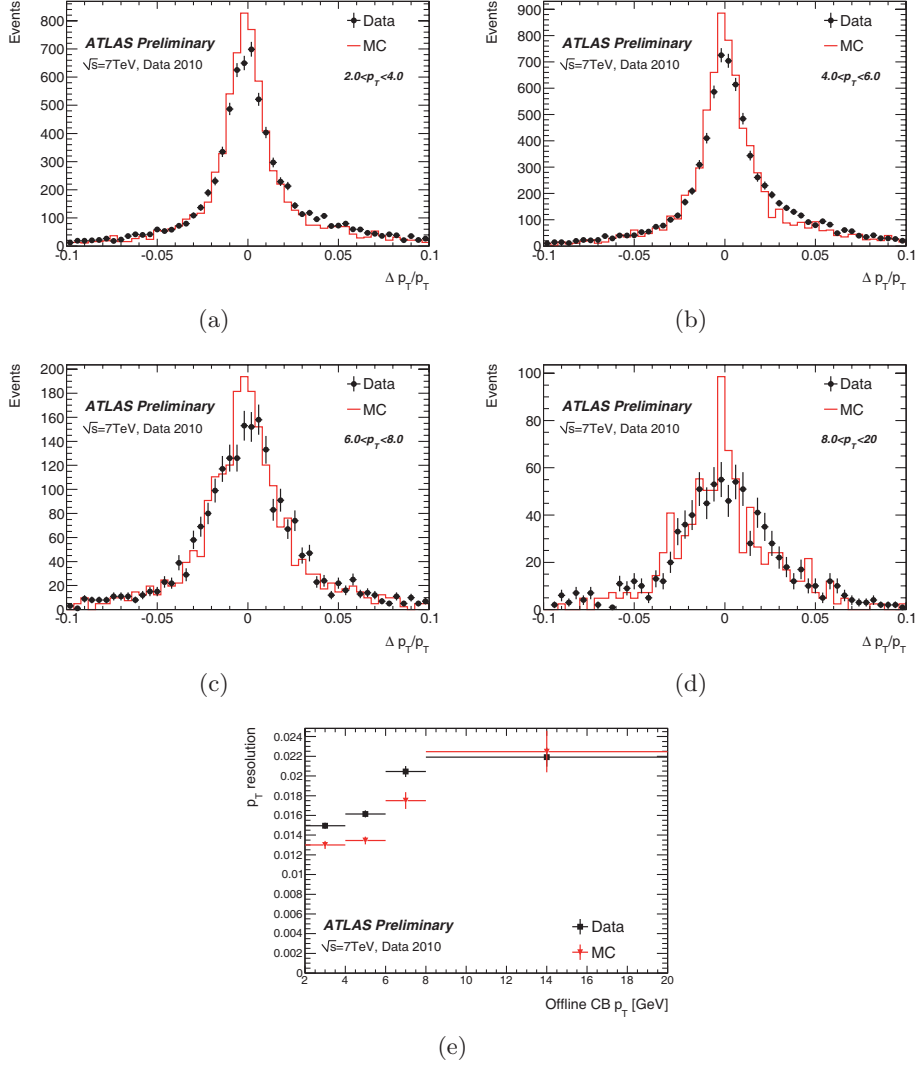 Events
800
700
600
500
400
300
200
100
0
ATLAS Preliminary
√s=7TeV, Data 2010
Data
MC
2.0<p_T<4.0
-0.1
-0.05
0
0.05
0.1
Δ p_T/p_T
(a)
Events
900
800
700
600
500
400
300
200
100
0
ATLAS Preliminary
√s=7TeV, Data 2010
Data
MC
4.0<p_T<6.0
-0.1
-0.05
0
0.05
0.1
Δ p_T/p_T
(b)
Events
200
180
160
140
120
100
80
60
40
20
0
ATLAS Preliminary
√s=7TeV, Data 2010
Data
MC
6.0<p_T<8.0
-0.1
-0.05
0
0.05
0.1
Δ p_T/p_T
(c)
Events
100
80
60
40
20
0
ATLAS Preliminary
√s=7TeV, Data 2010
Data
MC
8.0<p_T<20
-0.1
-0.05
0
0.05
0.1
Δ p_T/p_T
(d)
p_T resolution
0.024
0.022
0.02
0.018
0.016
0.014
0.012
0.01
0.008
0.006
0.004
0.002
0
ATLAS Preliminary
√s=7TeV, Data 2010
Data
MC
2 4 6 8 10 12 14 16 18 20
Offline CB p_T [GeV]
(e)